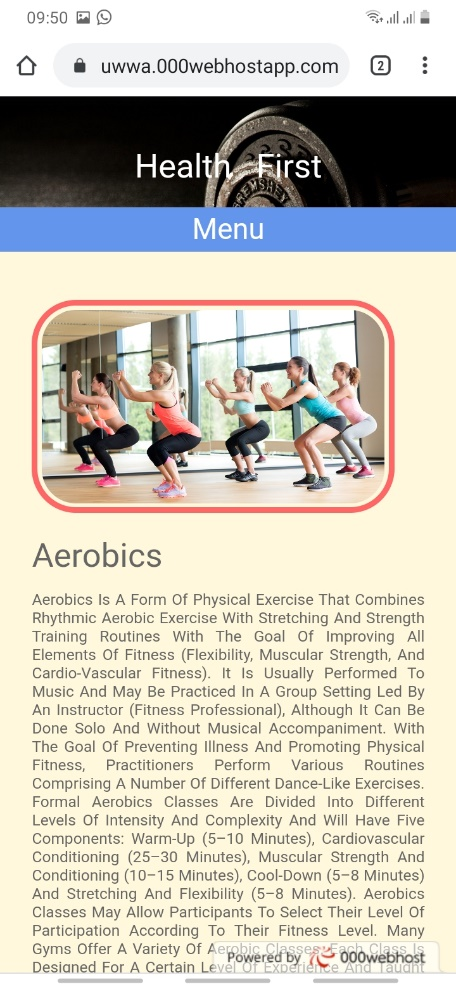 09:50
uwwa.000webhostapp.com
2
Health First
BREMSHEY
Menu
Aerobics
Aerobics Is A Form Of Physical Exercise That Combines
Rhythmic Aerobic Exercise With Stretching And Strength
Training Routines With The Goal Of Improving All
Elements Of Fitness (Flexibility, Muscular Strength, And
Cardio-Vascular Fitness). It Is Usually Performed To
Music And May Be Practiced In A Group Setting Led By
An Instructor (Fitness Professional), Although It Can Be
Done Solo And Without Musical Accompaniment. With
The Goal Of Preventing Illness And Promoting Physical
Fitness, Practitioners Perform Various Routines
Comprising A Number Of Different Dance-Like Exercises.
Formal Aerobics Classes Are Divided Into Different
Levels Of Intensity And Complexity And Will Have Five
Components: Warm-Up (5–10 Minutes), Cardiovascular
Conditioning (25–30 Minutes), Muscular Strength And
Conditioning (10–15 Minutes), Cool-Down (5–8 Minutes)
And Stretching And Flexibility (5–8 Minutes). Aerobics
Classes May Allow Participants To Select Their Level Of
Participation According To Their Fitness Level. Many
Gyms Offer A Variety Of Aerobic Classes. Each Class Is
Designed For A Certain Level Of Experience And Taught
Powered by 000webhost